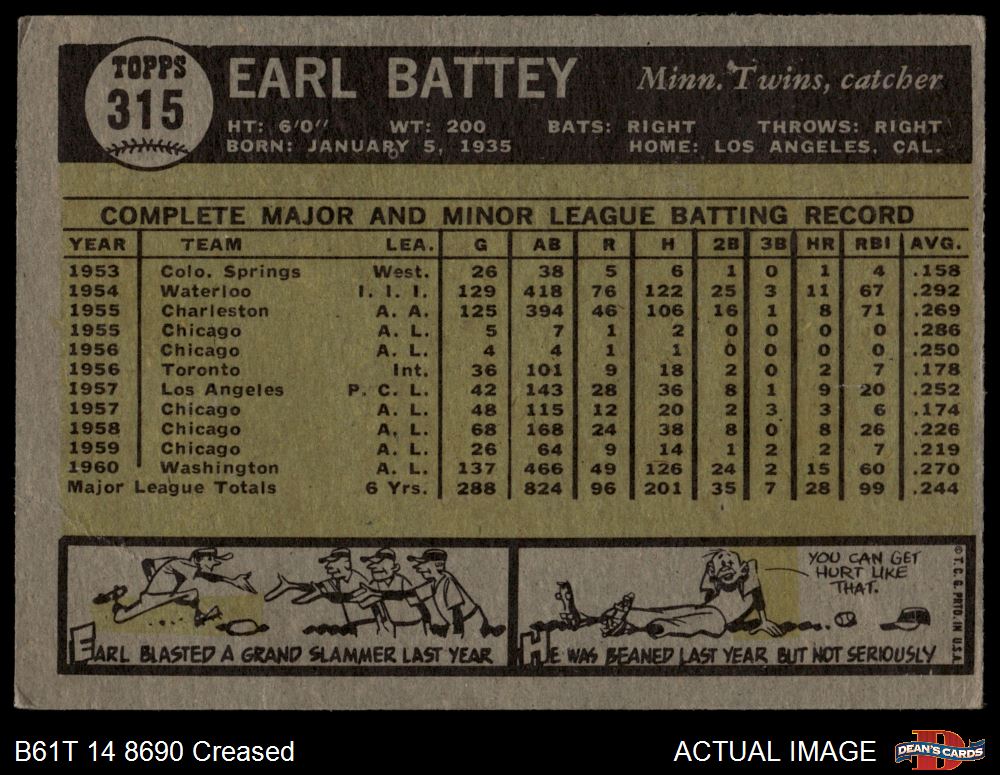 TOPPS
315
EARL BATTEY
Minn. Twins, catcher
HT: 6'0" WT: 200 BATS: RIGHT THROWS: RIGHT
BORN: JANUARY 5, 1935 HOME: LOS ANGELES, CAL.
COMPLETE MAJOR AND MINOR LEAGUE BATTING RECORD
YEAR TEAM LEA. G AB R H 2B 3B HR RBI AVG.
1953 Colo. Springs West. 26 38 5 6 1 0 1 4 .158
1954 Waterloo I. I. I. 129 418 76 122 25 3 11 67 .292
1955 Charleston A. A. 125 394 46 106 16 1 8 71 .269
1955 Chicago A. L. 5 7 1 2 0 0 0 0 .286
1956 Chicago A. L. 4 4 1 1 0 0 0 0 .250
1956 Toronto Int. 36 101 9 18 2 0 2 7 .178
1957 Los Angeles P. C. L. 42 143 28 36 8 1 9 20 .252
1957 Chicago A. L. 48 115 12 20 2 3 3 6 .174
1958 Chicago A. L. 68 168 24 38 8 0 8 26 .226
1959 Chicago A. L. 26 64 9 14 1 2 2 7 .219
1960 Washington A. L. 137 466 49 126 24 2 15 60 .270
Major League Totals 6 Yrs. 288 824 96 201 35 7 28 99 .244
EARL BLASTED A GRAND SLAMMER LAST YEAR
YOU CAN GET
HURT LIKE
THAT.
HE WAS BEANED LAST YEAR BUT NOT SERIOUSLY
© T. C. G. PRTD. IN U.S.A.
B61T 14 8690 Creased
ACTUAL IMAGE
DEAN'S CARDS